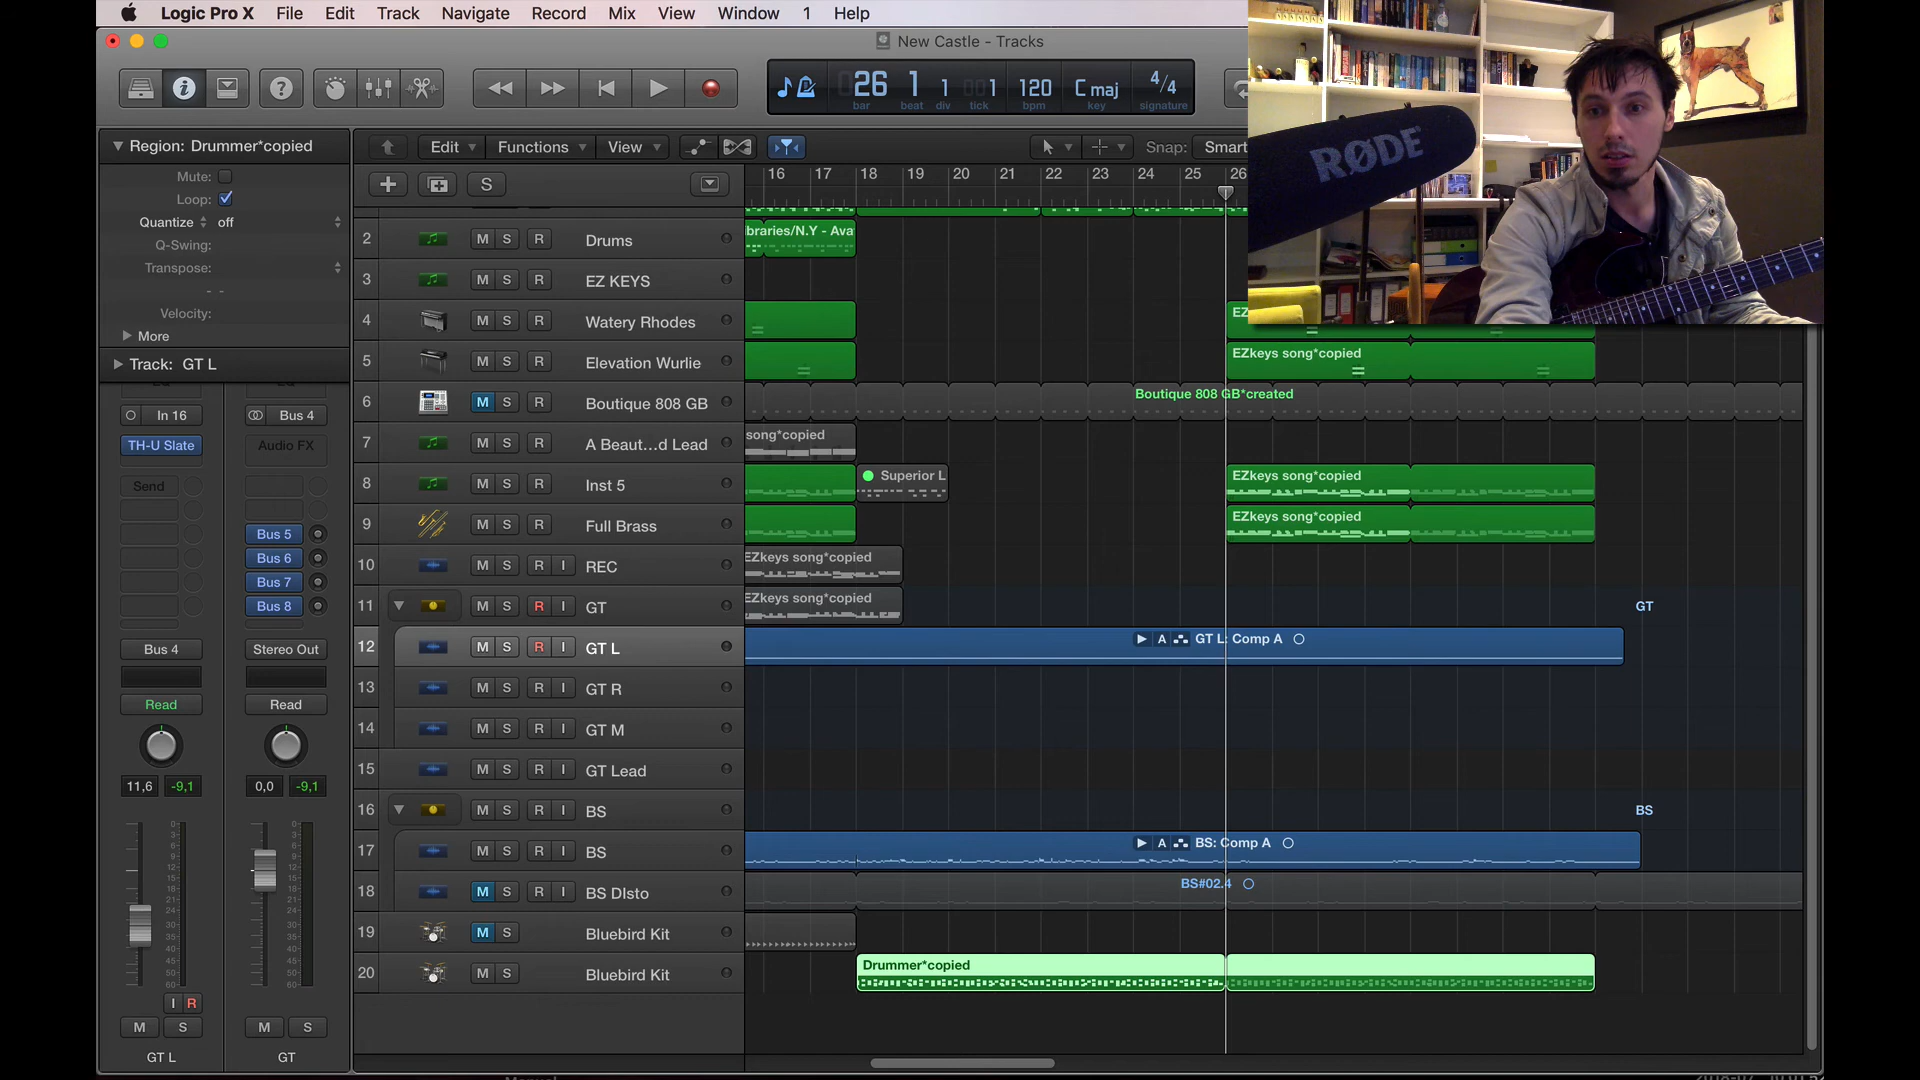 Logic Pro X File Edit Track Navigate Record Mix View Window 1 Help
New Castle - Tracks
26 1 1 1 120 C maj 4/4
bar beat div tick bpm key signature
RØDE
Region: Drummer*copied
Mute:
Loop:
Quantize off
Q-Swing:
Transpose:
- -
Velocity:
More
Track: GT L
Edit Functions View Snap: Smart
S
16 17 18 19 20 21 22 23 24 25 26
2 M S R Drums
ibraries/N.Y - Ava
3 M S R EZ KEYS
4 M S R Watery Rhodes
EZ
5 M S R Elevation Wurlie
EZkeys song*copied
6 M S R Boutique 808 GB
Boutique 808 GB*created
7 M S R A Beaut...d Lead
song*copied
8 M S R Inst 5
Superior L
EZkeys song*copied
9 M S R Full Brass
EZkeys song*copied
10 M S R I REC
EZkeys song*copied
11 M S R I GT
EZkeys song*copied
GT
12 M S R I GT L
A GT L: Comp A
13 M S R I GT R
14 M S R I GT M
15 M S R I GT Lead
16 M S R I BS
BS
17 M S R I BS
A BS: Comp A
18 M S R I BS DIsto
BS#02.4
19 M S Bluebird Kit
20 M S Bluebird Kit
Drummer*copied
In 16 Bus 4
TH-U Slate Audio FX
Send
Bus 5
Bus 6
Bus 7
Bus 8
Bus 4 Stereo Out
Read Read
11,6 -9,1 0,0 -9,1
I R
M S M S
GT L GT